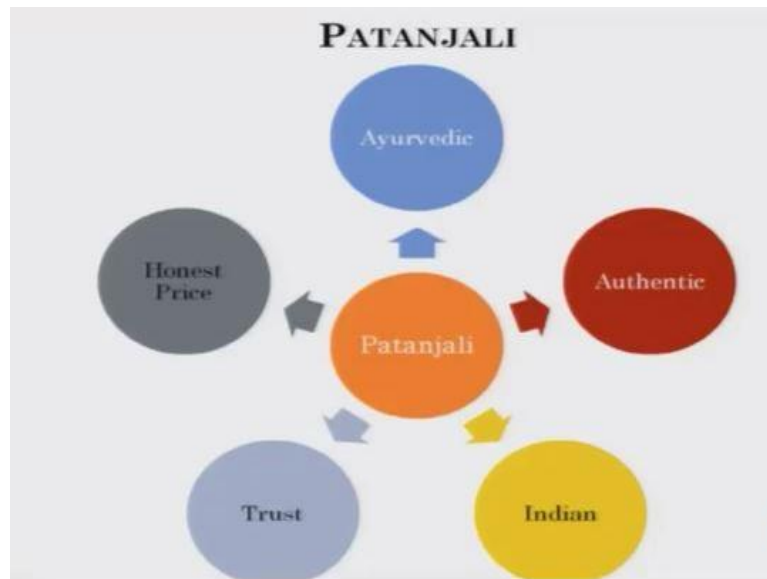 PATANJALI
Ayurvedic
Honest
Price
Authentic
Patanjali
Trust
Indian